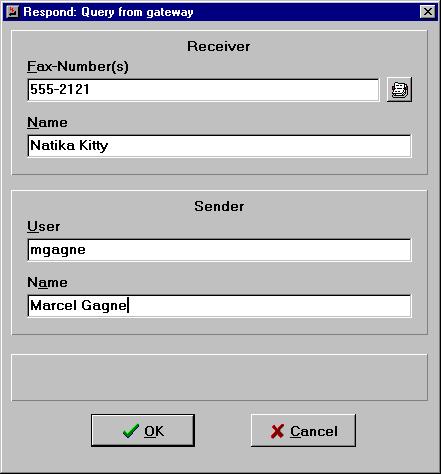 Respond: Query from gateway
Receiver
Fax-Number(s)
555-2121
Name
Natika Kitty
Sender
User
mgagne
Name
Marcel Gagne
OK Cancel